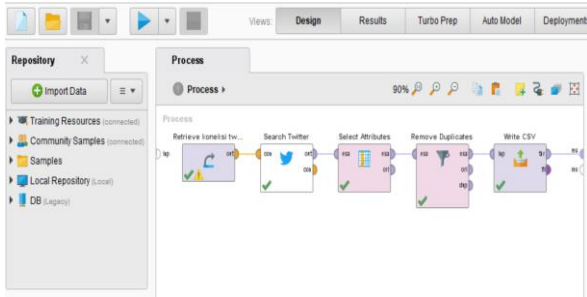 Views: Design Results Turbo Prep Auto Model Deployment
Repository
Import Data
Training Resources (connected)
Community Samples (connected)
Samples
Local Repository (Local)
DB (Legacy)
Process
Process
90%
Process
Retrieve koneksi tw... Search Twitter Select Attributes Remove Duplicates Write CSV
inp out con out exa exa exa exa inp thr res
con ori ori fil res
dup